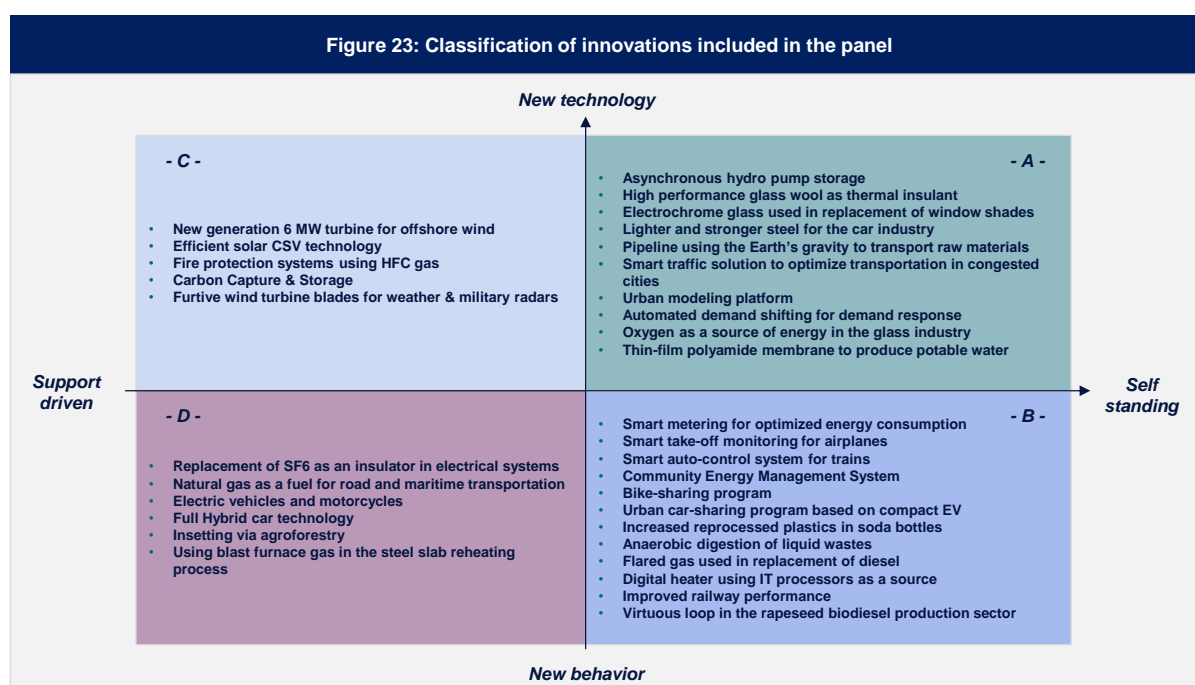 Figure 23: Classification of innovations included in the panel
New technology
- C -
• New generation 6 MW turbine for offshore wind
• Efficient solar CSV technology
• Fire protection systems using HFC gas
• Carbon Capture & Storage
• Furtive wind turbine blades for weather & military radars
- A -
• Asynchronous hydro pump storage
• High performance glass wool as thermal insulant
• Electrochrome glass used in replacement of window shades
• Lighter and stronger steel for the car industry
• Pipeline using the Earth's gravity to transport raw materials
• Smart traffic solution to optimize transportation in congested
cities
• Urban modeling platform
• Automated demand shifting for demand response
• Oxygen as a source of energy in the glass industry
• Thin-film polyamide membrane to produce potable water
Support
driven
Self
standing
- D -
• Replacement of SF6 as an insulator in electrical systems
• Natural gas as a fuel for road and maritime transportation
• Electric vehicles and motorcycles
• Full Hybrid car technology
• Insetting via agroforestry
• Using blast furnace gas in the steel slab reheating
process
- B -
• Smart metering for optimized energy consumption
• Smart take-off monitoring for airplanes
• Smart auto-control system for trains
• Community Energy Management System
• Bike-sharing program
• Urban car-sharing program based on compact EV
• Increased reprocessed plastics in soda bottles
• Anaerobic digestion of liquid wastes
• Flared gas used in replacement of diesel
• Digital heater using IT processors as a source
• Improved railway performance
• Virtuous loop in the rapeseed biodiesel production sector
New behavior